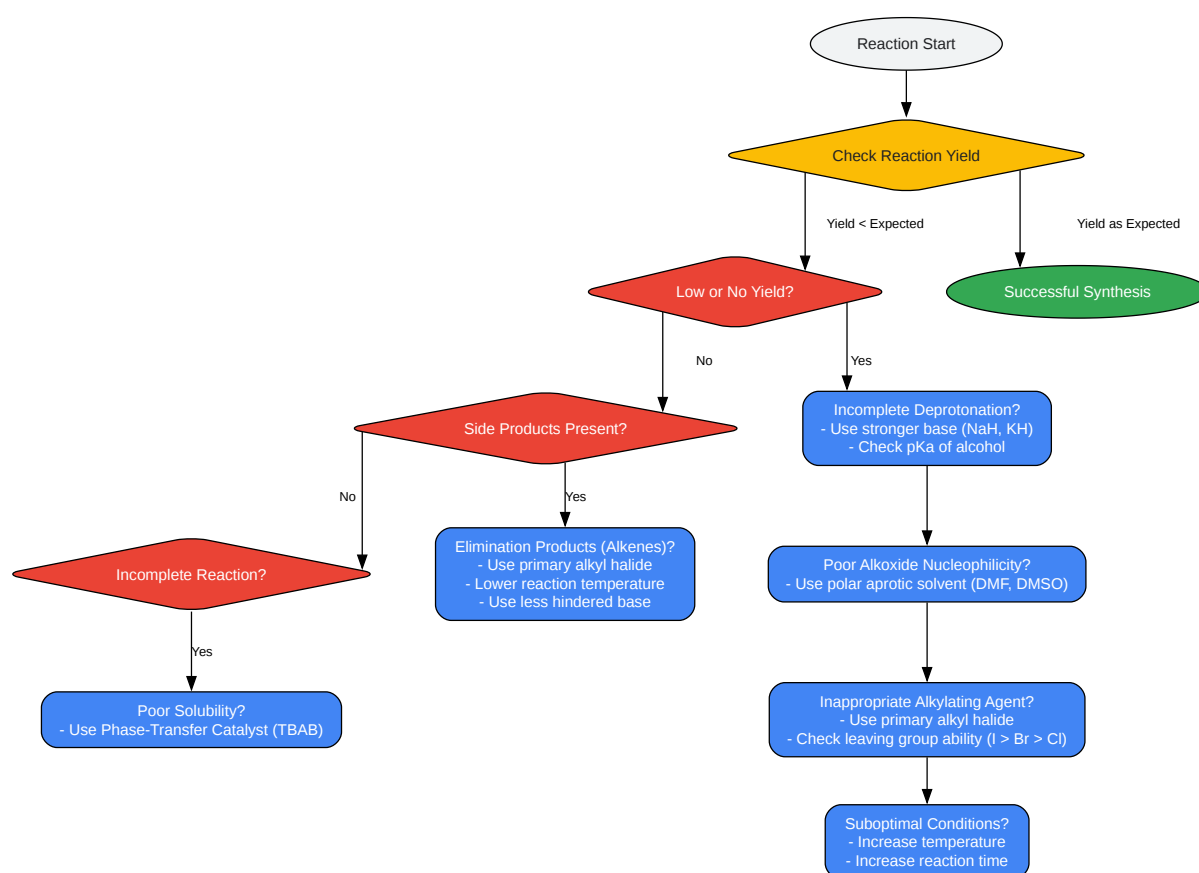 Reaction Start
Check Reaction Yield
Yield < Expected
Yield as Expected
Low or No Yield?
Successful Synthesis
No
Yes
Side Products Present?
Incomplete Deprotonation?
- Use stronger base (NaH, KH)
- Check pKa of alcohol
No
Yes
Incomplete Reaction?
Elimination Products (Alkenes)?
- Use primary alkyl halide
- Lower reaction temperature
- Use less hindered base
Poor Alkoxide Nucleophilicity?
- Use polar aprotic solvent (DMF, DMSO)
Yes
Poor Solubility?
- Use Phase-Transfer Catalyst (TBAB)
Inappropriate Alkylating Agent?
- Use primary alkyl halide
- Check leaving group ability (I > Br > Cl)
Suboptimal Conditions?
- Increase temperature
- Increase reaction time